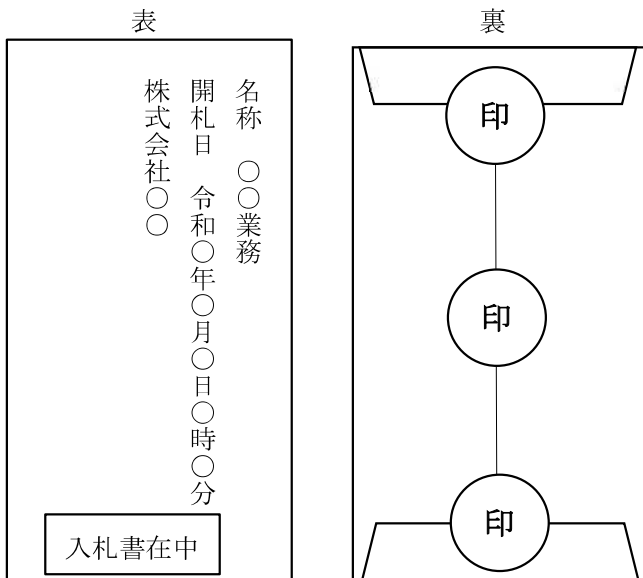 表
名称　○○業務
開札日　令和○年○月○日○時○分
株式会社○○
入札書在中
裏
印
印
印